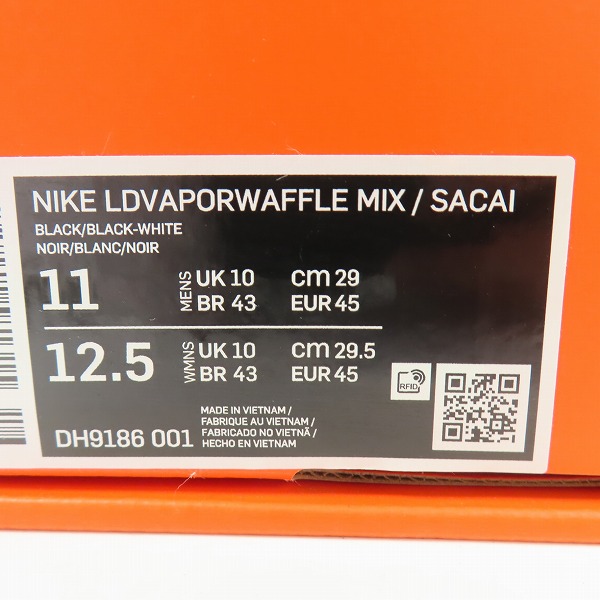 NIKE LDVAPORWAFFLE MIX / SACAI
BLACK/BLACK-WHITE
NOIR/BLANC/NOIR
11 MENS UK 10 CM 29
BR 43 EUR 45
12.5 WMNS UK 10 CM 29.5
BR 43 EUR 45
RFID
DH9186 001
MADE IN VIETNAM /
FABRIQUE AU VIETNAM /
FABRICADO NO VIETNÃ /
HECHO EN VIETNAM